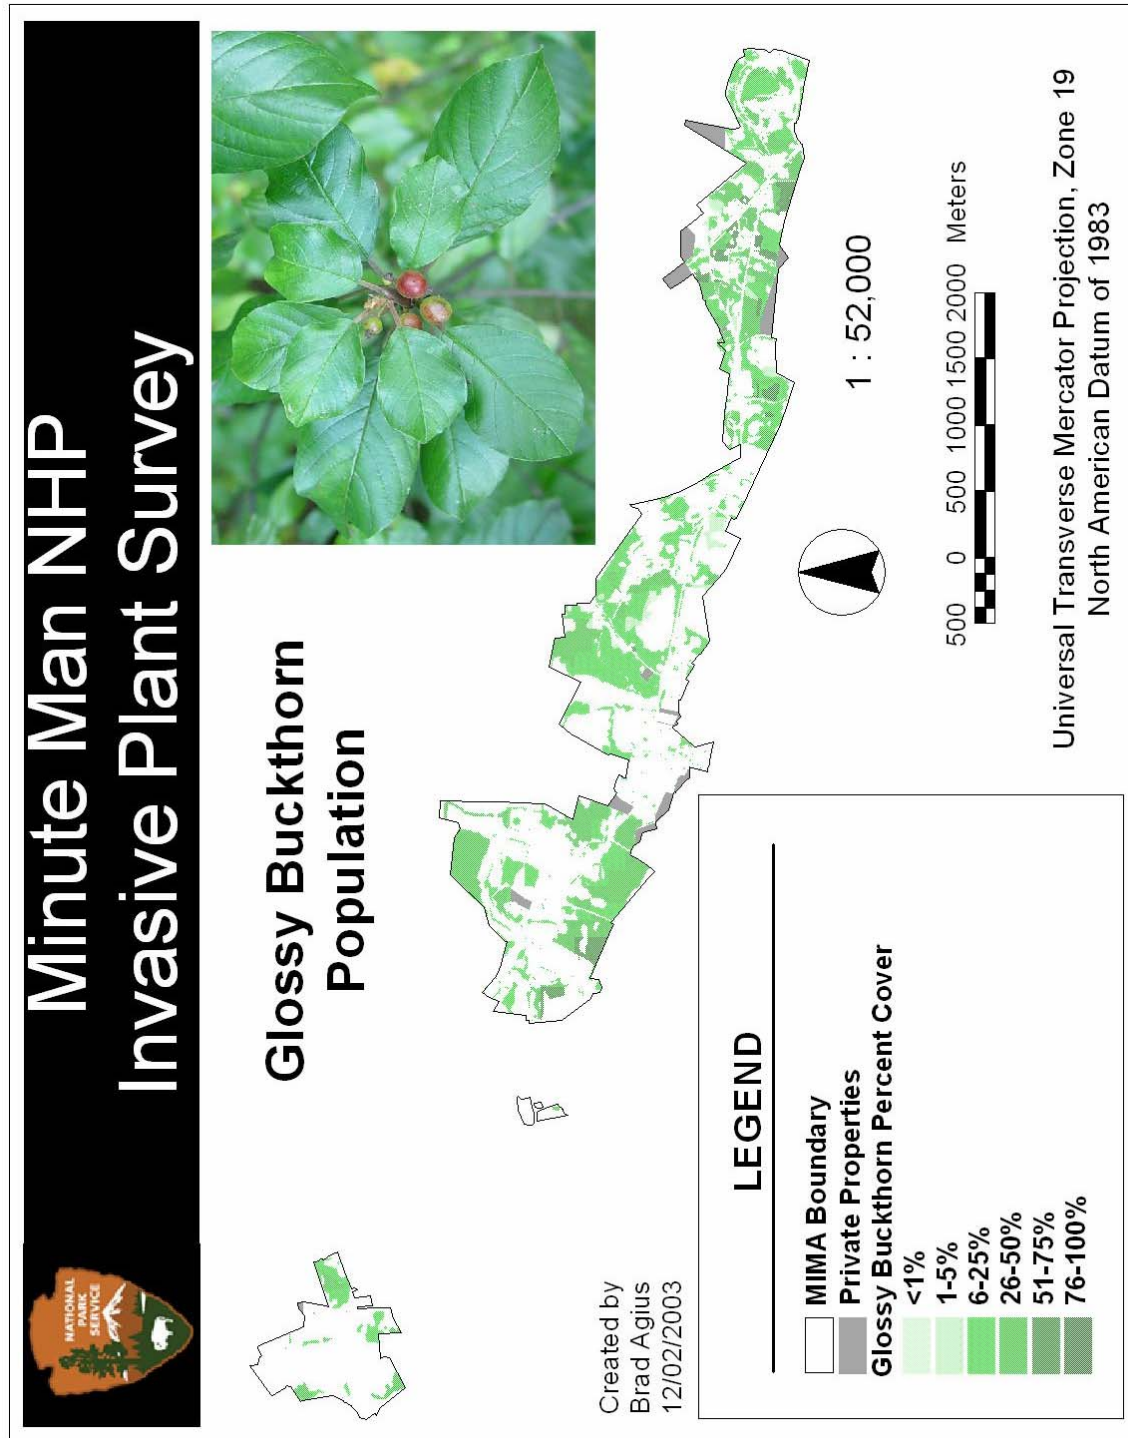 NATIONAL
PARK
SERVICE
Minute Man NHP
Invasive Plant Survey
Glossy Buckthorn
Population
Created by
Brad Agius
12/02/2003
LEGEND
MIMA Boundary
Private Properties
Glossy Buckthorn Percent Cover
<1%
1-5%
6-25%
26-50%
51-75%
76-100%
1 : 52,000
500 0 500 1000 1500 2000 Meters
Universal Transverse Mercator Projection, Zone 19
North American Datum of 1983